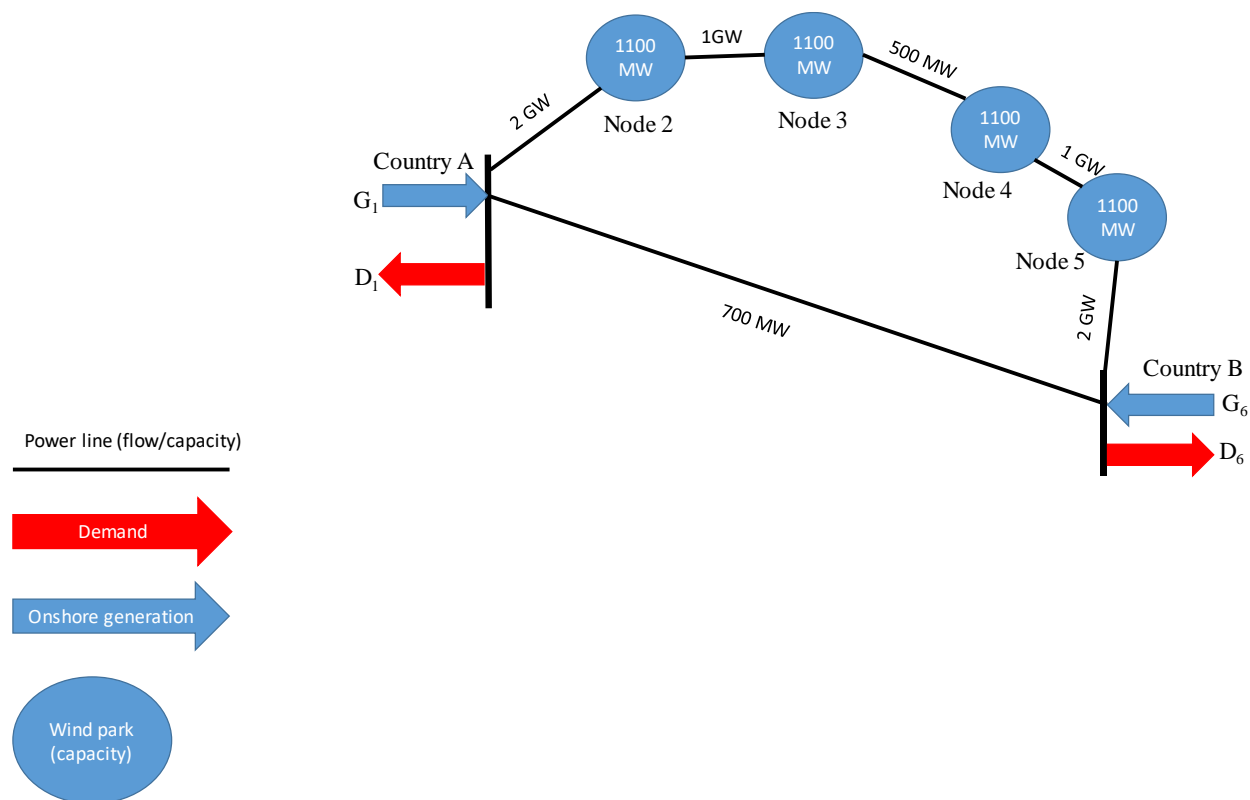 1100
MW
1GW
1100
MW
500 MW
2 GW
Node 2
Node 3
1100
MW
1 GW
Country A
Node 4
G1
1100
MW
Node 5
D1
700 MW
2 GW
Country B
G6
Power line (flow/capacity)
D6
Demand
Onshore generation
Wind park
(capacity)